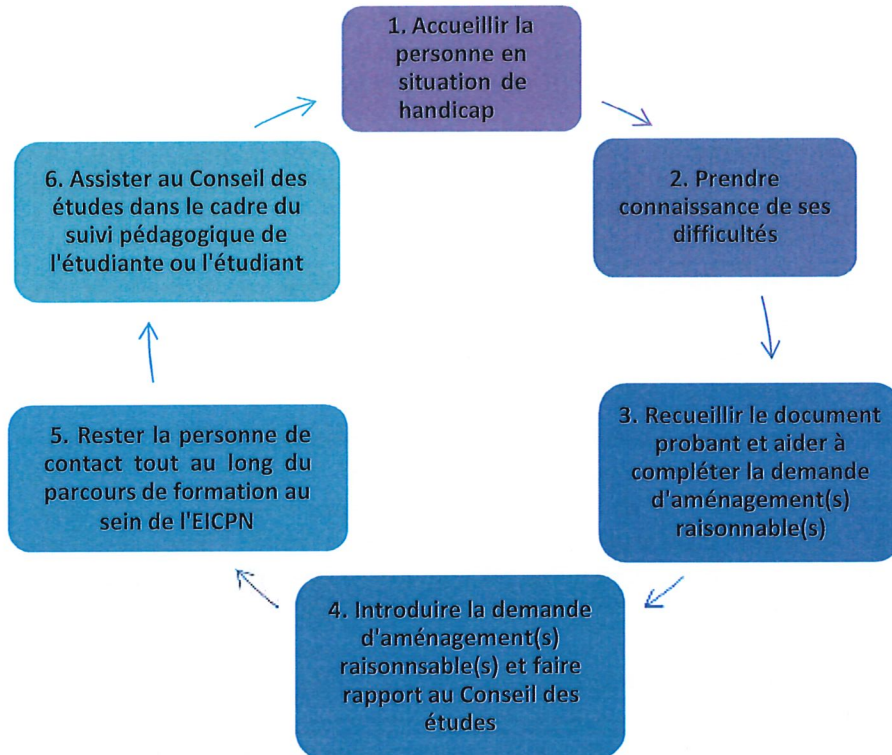 1. Accueillir la
personne en
situation de
handicap
2. Prendre
connaissance de ses
difficultés
3. Recueillir le document
probant et aider à
compléter la demande
d'aménagement(s)
raisonnable(s)
4. Introduire la demande
d'aménagement(s)
raisonnsable(s) et faire
rapport au Conseil des
études
5. Rester la personne de
contact tout au long du
parcours de formation au
sein de l'EICPN
6. Assister au Conseil des
études dans le cadre du
suivi pédagogique de
l'étudiante ou l'étudiant